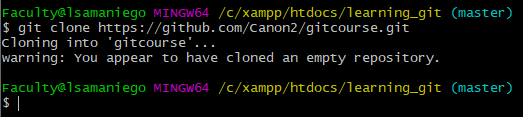 Faculty@lsamaniego MINGW64 /c/xampp/htdocs/learning_git (master)
$ git clone https://github.com/Canon2/gitcourse.git
Cloning into 'gitcourse'...
warning: You appear to have cloned an empty repository.
Faculty@lsamaniego MINGW64 /c/xampp/htdocs/learning_git (master)
$